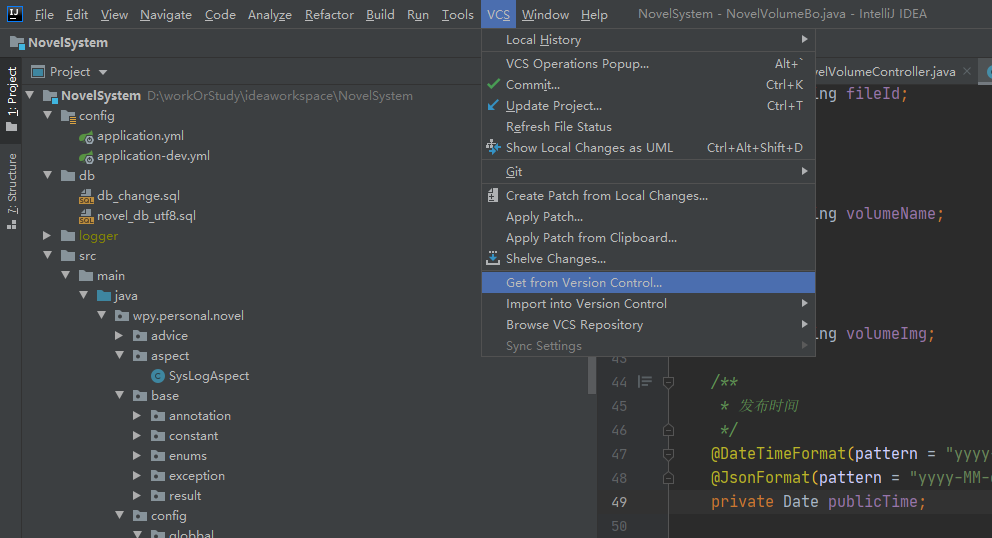 File Edit View Navigate Code Analyze Refactor Build Run Tools VCS Window Help NovelSystem - NovelVolumeBo.java - IntelliJ IDEA
NovelSystem
1: Project
7: Structure
Project
NovelSystem D:\workOrStudy\ideaworkspace\NovelSystem
config
application.yml
application-dev.yml
db
db_change.sql
novel_db_utf8.sql
logger
src
main
java
wpy.personal.novel
advice
aspect
SysLogAspect
base
annotation
constant
enums
exception
result
config
globbal
Local History
VCS Operations Popup... Alt+`
Commit... Ctrl+K
Update Project... Ctrl+T
Refresh File Status
Show Local Changes as UML Ctrl+Alt+Shift+D
Git
Create Patch from Local Changes...
Apply Patch...
Apply Patch from Clipboard...
Shelve Changes...
Get from Version Control...
Import into Version Control
Browse VCS Repository
Sync Settings
velVolumeController.java
ng fileId;
ng volumeName;
ng volumeImg;
43
44 /**
45 * 发布时间
46 */
47 @DateTimeFormat(pattern = "yyyy-
48 @JsonFormat(pattern = "yyyy-MM-
49 private Date publicTime;
50